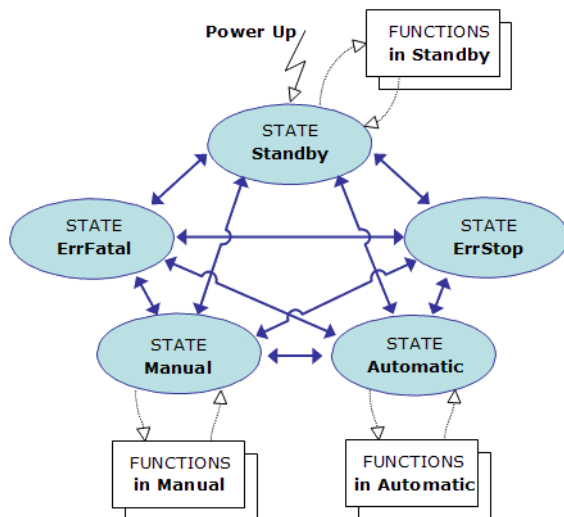 Power Up
FUNCTIONS
in Standby
STATE
Standby
STATE
ErrFatal
STATE
ErrStop
STATE
Manual
STATE
Automatic
FUNCTIONS
in Manual
FUNCTIONS
in Automatic